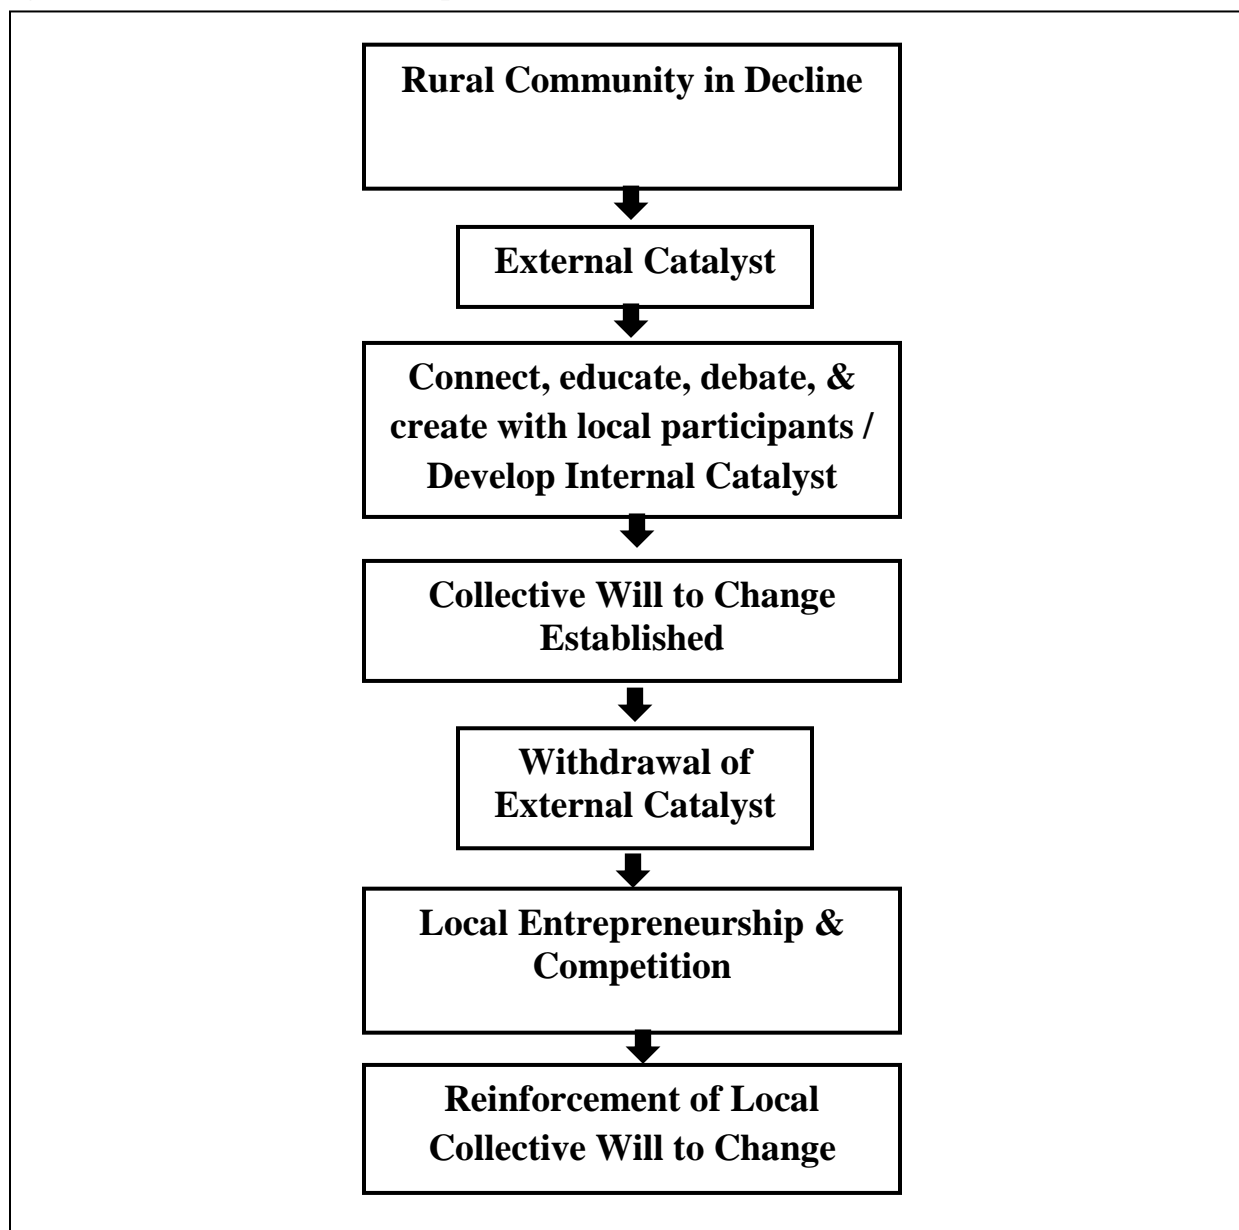 Rural Community in Decline
External Catalyst
Connect, educate, debate, &
create with local participants /
Develop Internal Catalyst
Collective Will to Change
Established
Withdrawal of
External Catalyst
Local Entrepreneurship &
Competition
Reinforcement of Local
Collective Will to Change